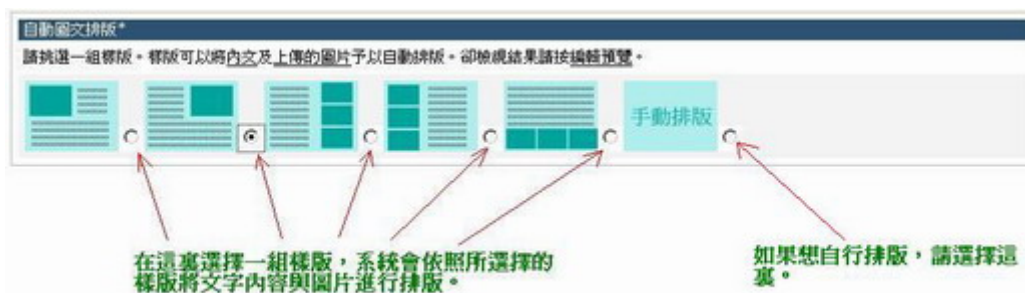 自動圖文排版*
請挑選一組樣版。樣版可以將內文及上傳的圖片予以自動排版。卻檢視結果請按編輯預覽。
手動排版
在這裏選擇一組樣版，系統會依照所選擇的
樣版將文字內容與圖片進行排版。
如果想自行排版，請選擇這
裏。